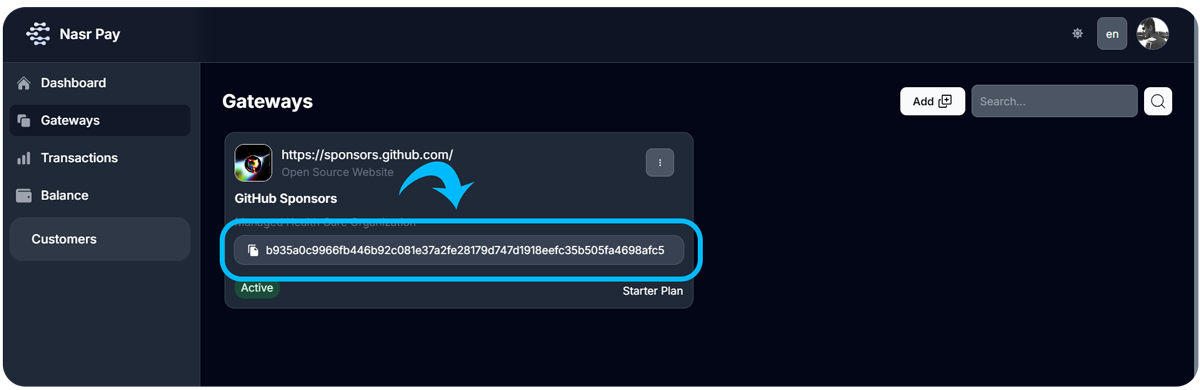 Nasr Pay
en
Dashboard
Gateways
Transactions
Balance
Customers
Gateways
Add
Search...
https://sponsors.github.com/
Open Source Website
GitHub Sponsors
Managed Health Care Organization
b935a0c9966fb446b92c081e37a2fe28179d747d1918eefc35b505fa4698afc5
Active
Starter Plan